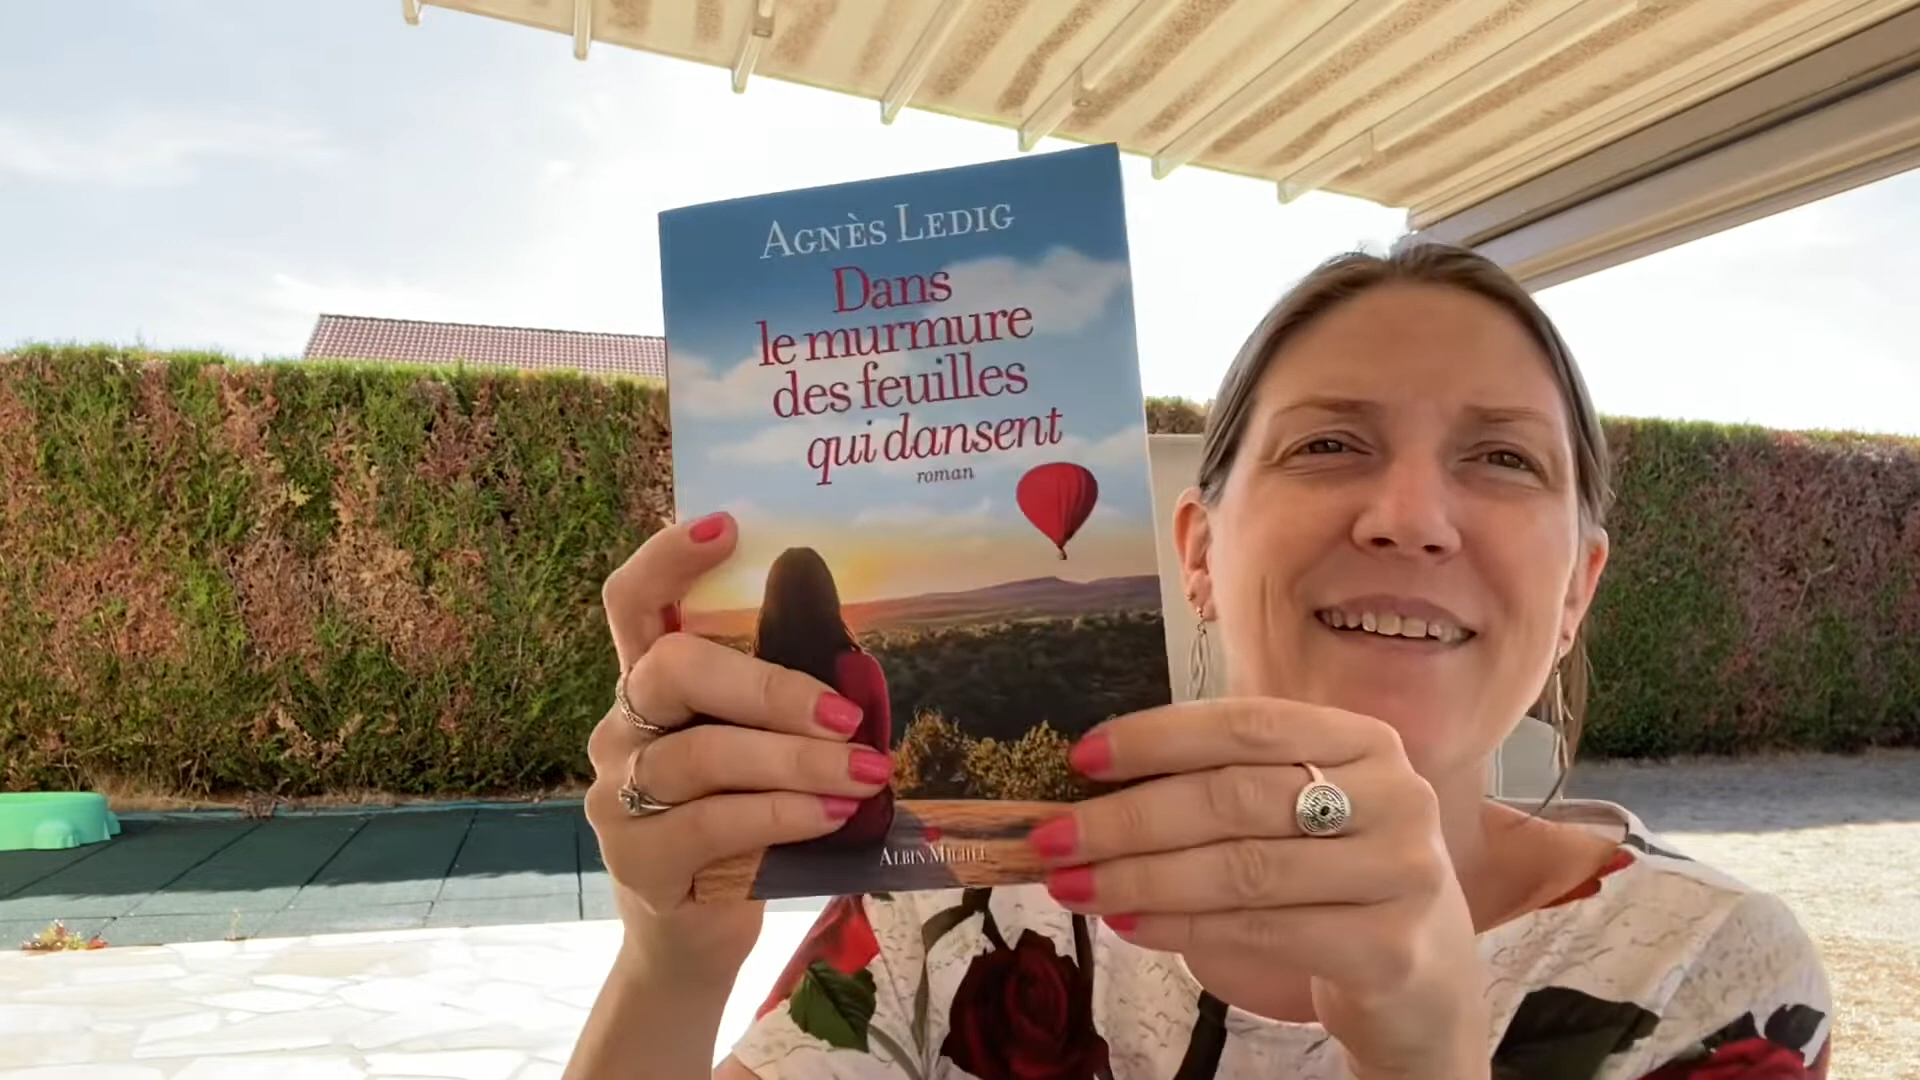 AGNÈS LEDIG
Dans
le murmure
des feuilles
qui dansent
roman
ALBIN MICHEL